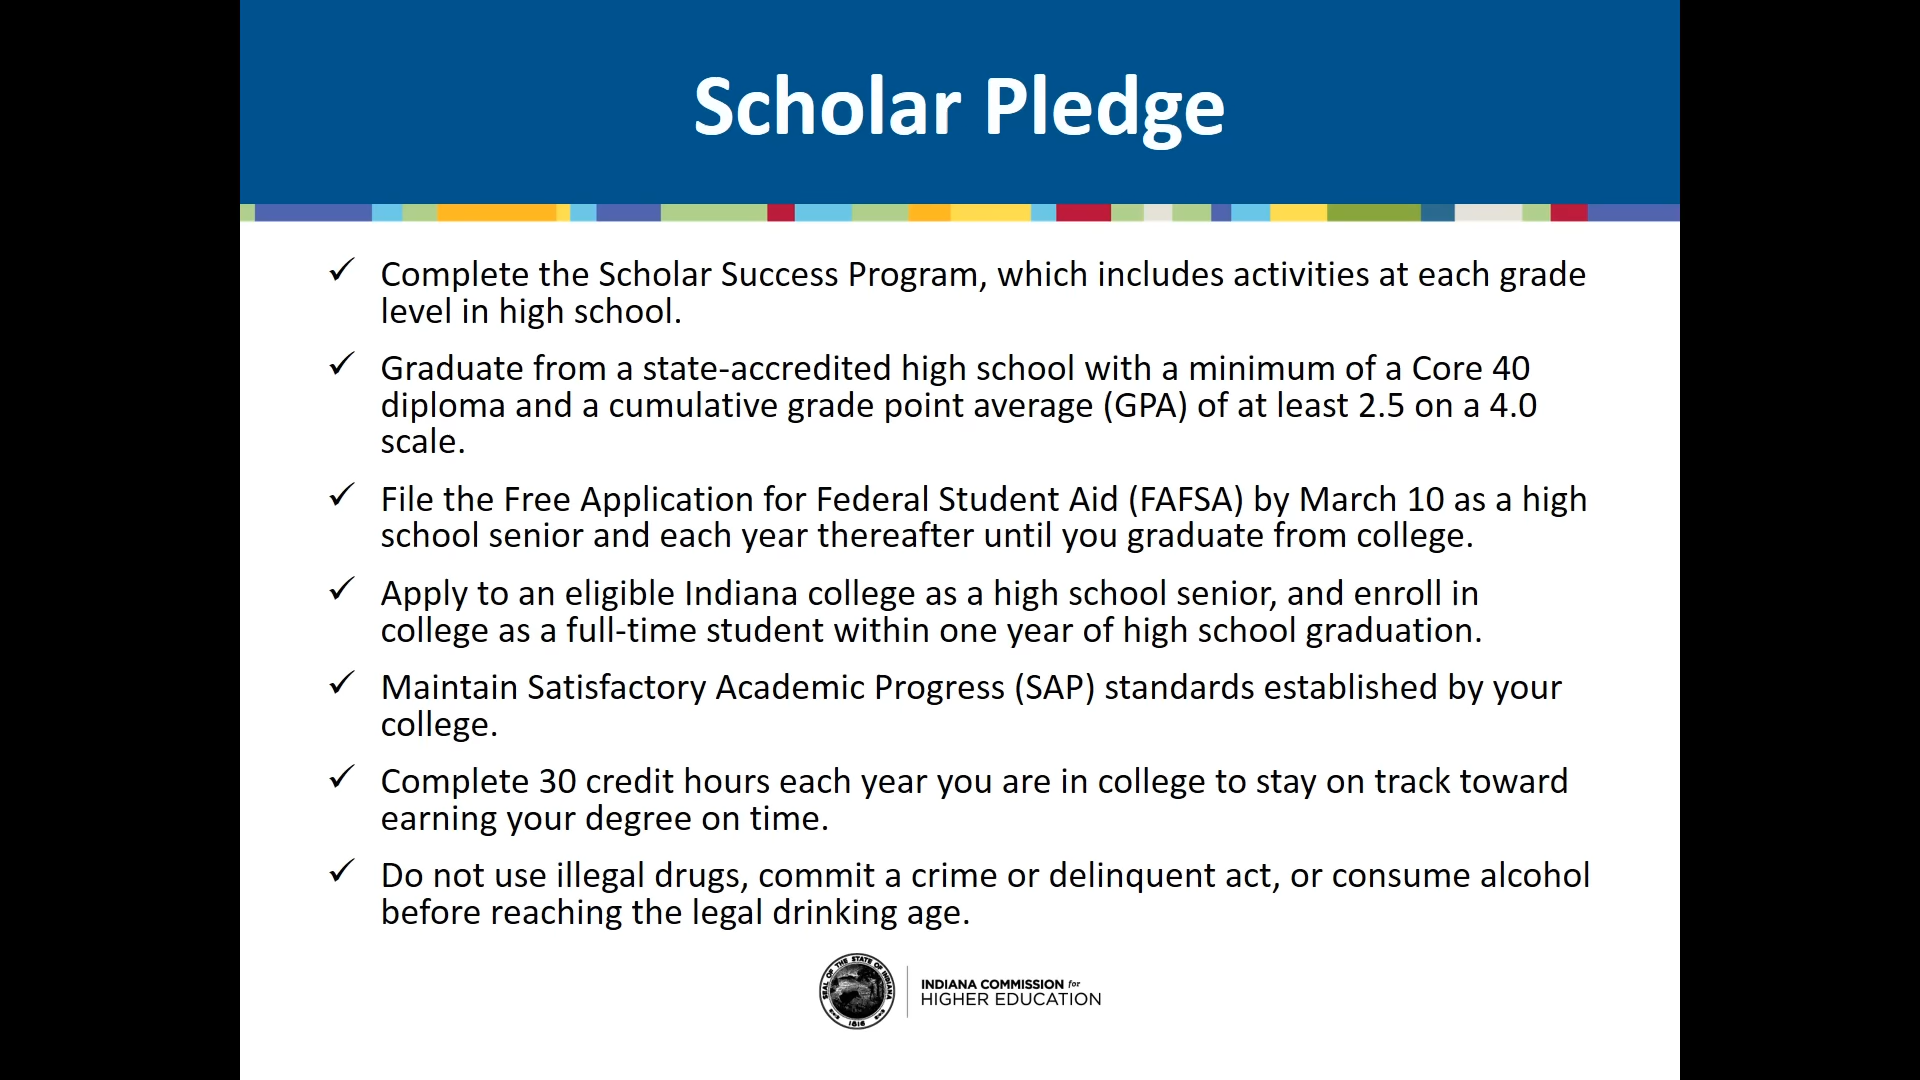 Scholar Pledge
✓ Complete the Scholar Success Program, which includes activities at each grade
level in high school.
✓ Graduate from a state-accredited high school with a minimum of a Core 40
diploma and a cumulative grade point average (GPA) of at least 2.5 on a 4.0
scale.
✓ File the Free Application for Federal Student Aid (FAFSA) by March 10 as a high
school senior and each year thereafter until you graduate from college.
✓ Apply to an eligible Indiana college as a high school senior, and enroll in
college as a full-time student within one year of high school graduation.
✓ Maintain Satisfactory Academic Progress (SAP) standards established by your
college.
✓ Complete 30 credit hours each year you are in college to stay on track toward
earning your degree on time.
✓ Do not use illegal drugs, commit a crime or delinquent act, or consume alcohol
before reaching the legal drinking age.
SEAL OF THE STATE OF INDIANA
1816
INDIANA COMMISSION for
HIGHER EDUCATION